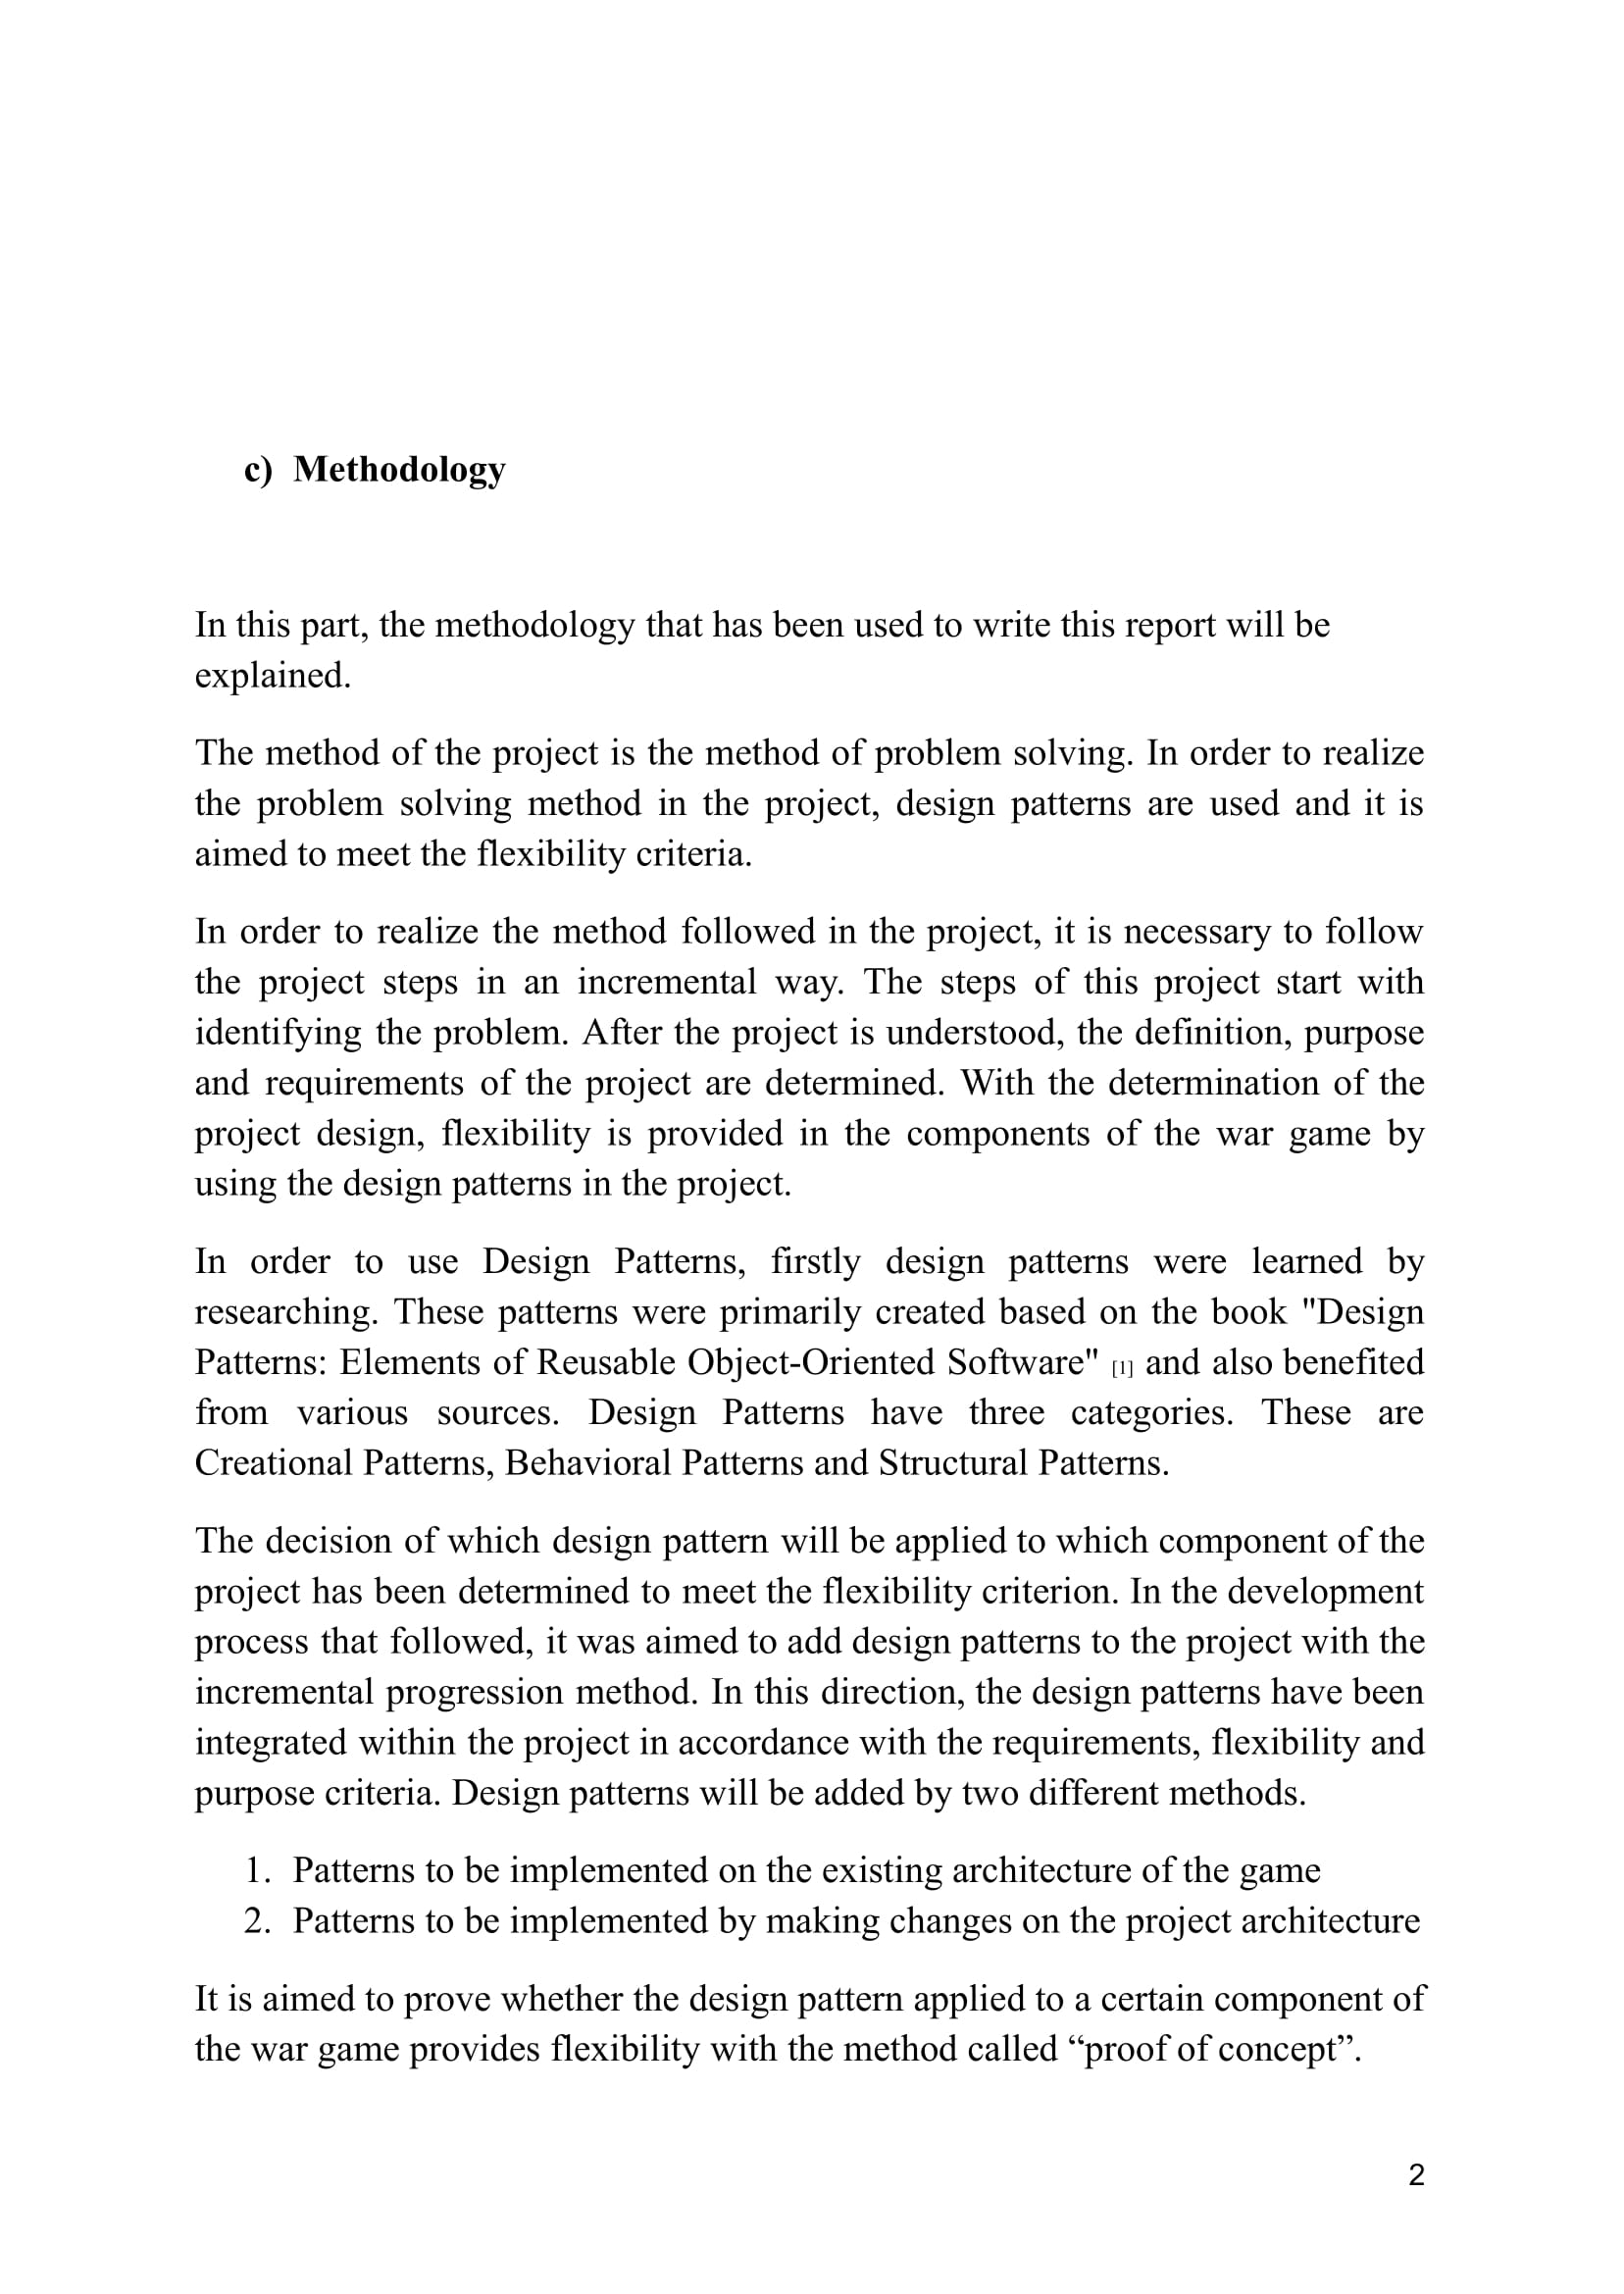 c) Methodology
In this part, the methodology that has been used to write this report will be
explained.
The method of the project is the method of problem solving. In order to realize
the problem solving method in the project, design patterns are used and it is
aimed to meet the flexibility criteria.
In order to realize the method followed in the project, it is necessary to follow
the project steps in an incremental way. The steps of this project start with
identifying the problem. After the project is understood, the definition, purpose
and requirements of the project are determined. With the determination of the
project design, flexibility is provided in the components of the war game by
using the design patterns in the project.
In order to use Design Patterns, firstly design patterns were learned by
researching. These patterns were primarily created based on the book "Design
Patterns: Elements of Reusable Object-Oriented Software" [1] and also benefited
from various sources. Design Patterns have three categories. These are
Creational Patterns, Behavioral Patterns and Structural Patterns.
The decision of which design pattern will be applied to which component of the
project has been determined to meet the flexibility criterion. In the development
process that followed, it was aimed to add design patterns to the project with the
incremental progression method. In this direction, the design patterns have been
integrated within the project in accordance with the requirements, flexibility and
purpose criteria. Design patterns will be added by two different methods.
1. Patterns to be implemented on the existing architecture of the game
2. Patterns to be implemented by making changes on the project architecture
It is aimed to prove whether the design pattern applied to a certain component of
the war game provides flexibility with the method called “proof of concept”.
2